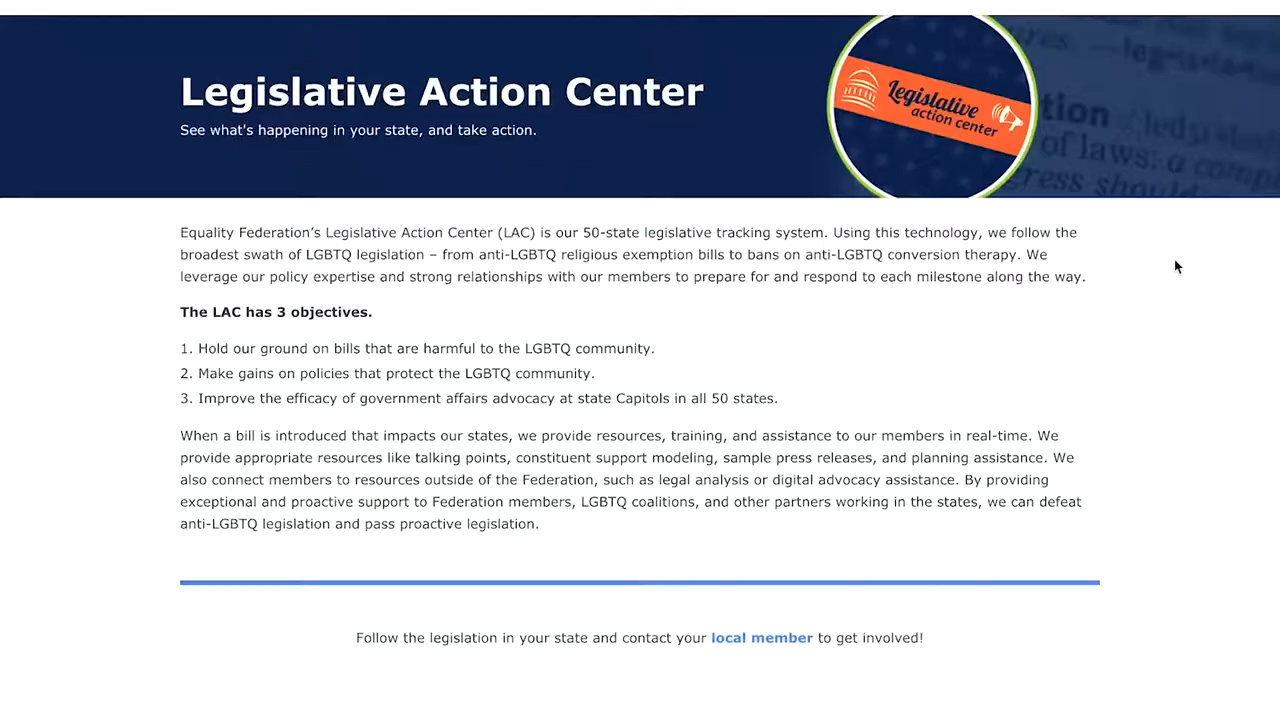 Legislative Action Center
See what's happening in your state, and take action.
Legislative
action center
tion
of laws: a comp
gress should
Equality Federation’s Legislative Action Center (LAC) is our 50-state legislative tracking system. Using this technology, we follow the
broadest swath of LGBTQ legislation – from anti-LGBTQ religious exemption bills to bans on anti-LGBTQ conversion therapy. We
leverage our policy expertise and strong relationships with our members to prepare for and respond to each milestone along the way.
The LAC has 3 objectives.
1. Hold our ground on bills that are harmful to the LGBTQ community.
2. Make gains on policies that protect the LGBTQ community.
3. Improve the efficacy of government affairs advocacy at state Capitols in all 50 states.
When a bill is introduced that impacts our states, we provide resources, training, and assistance to our members in real-time. We
provide appropriate resources like talking points, constituent support modeling, sample press releases, and planning assistance. We
also connect members to resources outside of the Federation, such as legal analysis or digital advocacy assistance. By providing
exceptional and proactive support to Federation members, LGBTQ coalitions, and other partners working in the states, we can defeat
anti-LGBTQ legislation and pass proactive legislation.
Follow the legislation in your state and contact your local member to get involved!